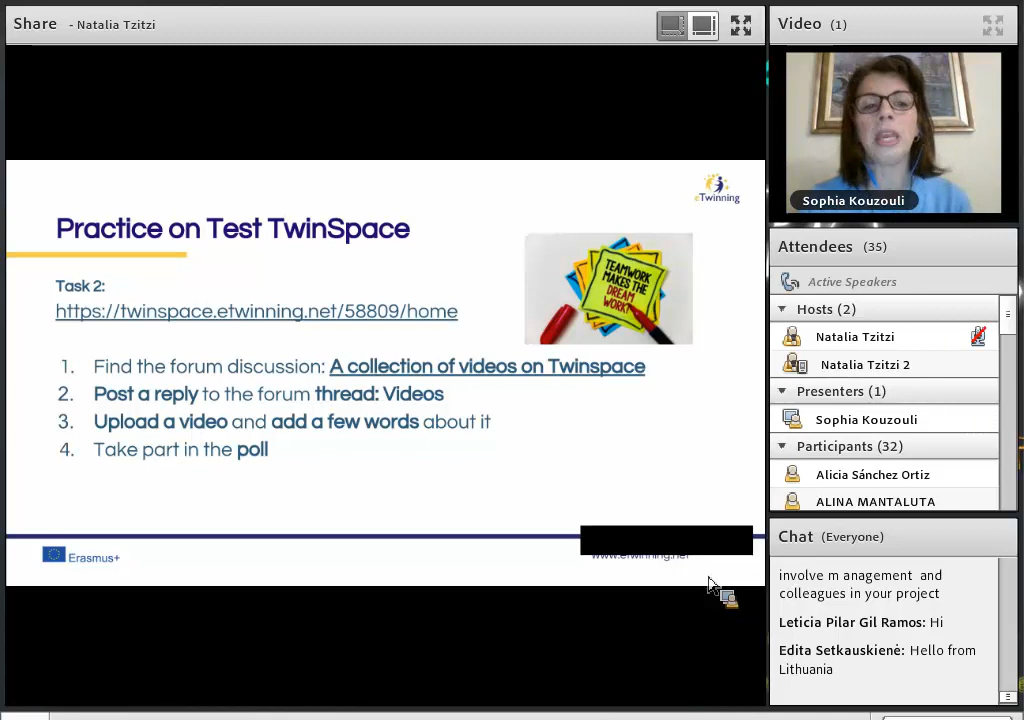 Share - Natalia Tzitzi
Video (1)
Sophia Kouzouli
eTwinning
Practice on Test TwinSpace
TEAMWORK
MAKES THE
DREAM
WORK!
Task 2:
https://twinspace.etwinning.net/58809/home
1. Find the forum discussion: A collection of videos on Twinspace
2. Post a reply to the forum thread: Videos
3. Upload a video and add a few words about it
4. Take part in the poll
Erasmus+
www.etwinning.net
Attendees (35)
Active Speakers
Hosts (2)
Natalia Tzitzi
Natalia Tzitzi 2
Presenters (1)
Sophia Kouzouli
Participants (32)
Alicia Sánchez Ortiz
ALINA MANTALUTA
Chat (Everyone)
involve m anagement and
colleagues in your project
Leticia Pilar Gil Ramos: Hi
Edita Setkauskienė: Hello from
Lithuania